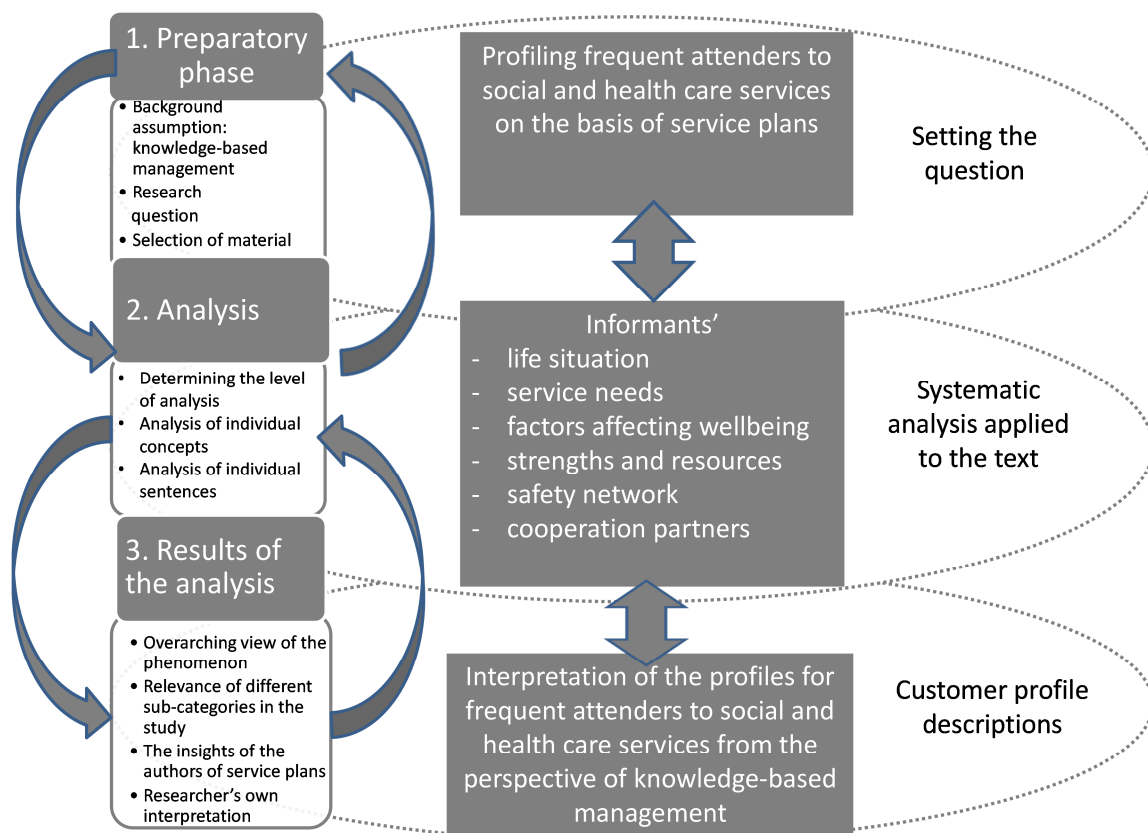 1. Preparatory
phase
• Background
assumption:
knowledge-based
management
• Research
question
• Selection of material
2. Analysis
• Determining the level
of analysis
• Analysis of individual
concepts
• Analysis of individual
sentences
3. Results of
the analysis
• Overarching view of the
phenomenon
• Relevance of different
sub-categories in the
study
• The insights of the
authors of service plans
• Researcher's own
interpretation
Profiling frequent attenders to
social and health care services
on the basis of service plans
Informants’
- life situation
- service needs
- factors affecting wellbeing
- strengths and resources
- safety network
- cooperation partners
Interpretation of the profiles for
frequent attenders to social and
health care services from the
perspective of knowledge-based
management
Setting the
question
Systematic
analysis applied
to the text
Customer profile
descriptions